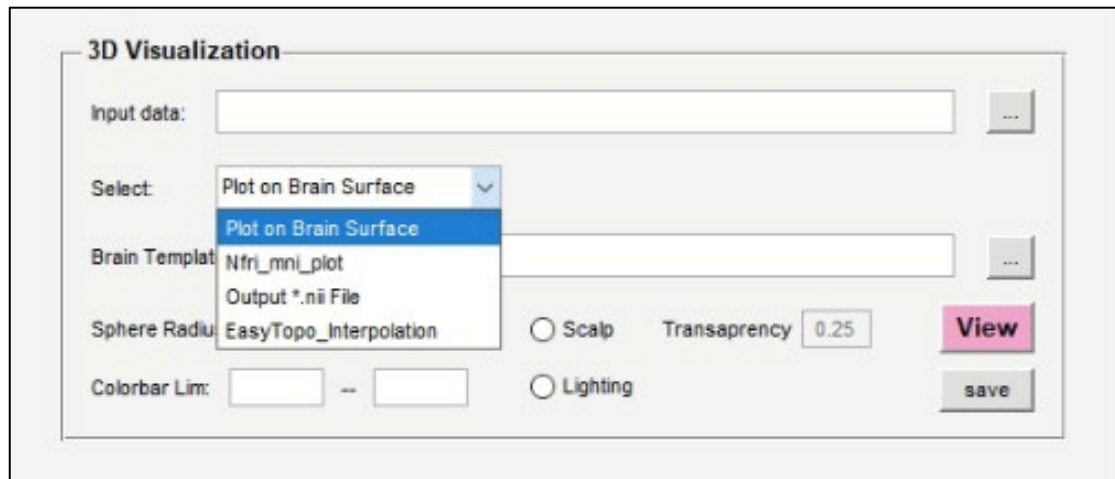 3D Visualization
Input data: ...
Select: Plot on Brain Surface
Plot on Brain Surface
Brain Templat ...
Nfri_mni_plot
Output *.nii File
Sphere Radiu EasyTopo_Interpolation Scalp Transaprency 0.25 View
Colorbar Lim: -- Lighting save